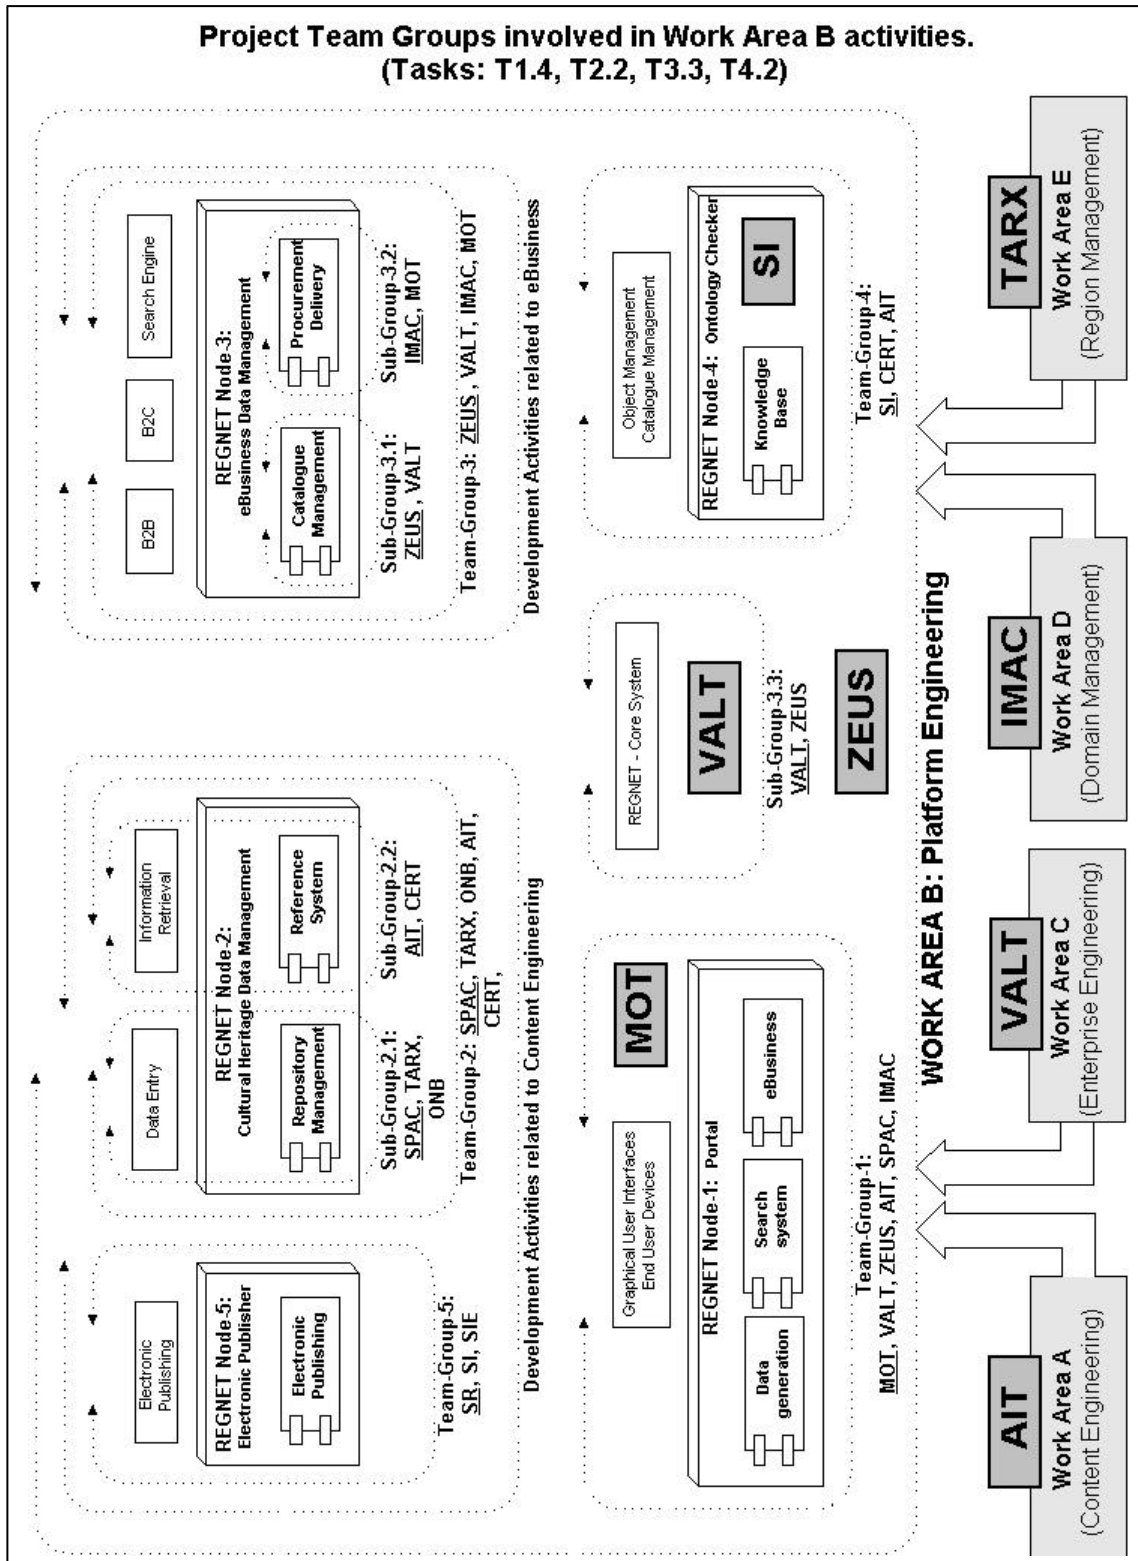 Project Team Groups involved in Work Area B activities.
(Tasks: T1.4, T2.2, T3.3, T4.2)
Electronic
Publishing
REGNET Node-5:
Electronic Publisher
Electronic
Publishing
Team-Group-5:
SR, SI, SIE
Data Entry
Information
Retrieval
REGNET Node-2:
Cultural Heritage Data Management
Repository
Management
Reference
System
Sub-Group-2.1:
SPAC, TARX,
ONB
Sub-Group-2.2:
AIT, CERT
Team-Group-2: SPAC, TARX, ONB, AIT,
CERT,
Development Activities related to Content Engineering
B2B
B2C
Search Engine
REGNET Node-3:
eBusiness Data Management
Catalogue
Management
Procurement
Delivery
Sub-Group-3.1:
ZEUS , VALT
Sub-Group-3.2:
IMAC, MOT
Team-Group-3: ZEUS, VALT, IMAC, MOT
Development Activities related to eBusiness
Graphical User Interfaces
End User Devices
MOT
REGNET Node-1: Portal
Data
generation
Search
system
eBusiness
Team-Group-1:
MOT, VALT, ZEUS, AIT, SPAC, IMAC
REGNET - Core System
VALT
Sub-Group-3.3:
VALT, ZEUS
ZEUS
Object Management
Catalogue Management
REGNET Node-4: Ontology Checker
Knowledge
Base
SI
Team-Group-4:
SI, CERT, AIT
WORK AREA B: Platform Engineering
AIT
Work Area A
(Content Engineering)
VALT
Work Area C
(Enterprise Engineering)
IMAC
Work Area D
(Domain Management)
TARX
Work Area E
(Region Management)